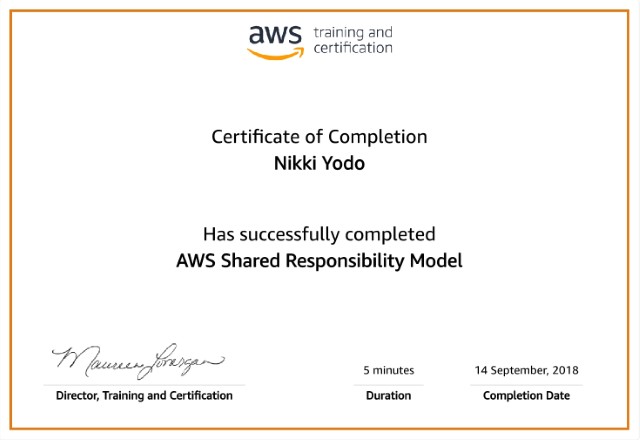 aws training and
certification
Certificate of Completion
Nikki Yodo
Has successfully completed
AWS Shared Responsibility Model
Maureen Lonergan
5 minutes
14 September, 2018
Director, Training and Certification
Duration
Completion Date